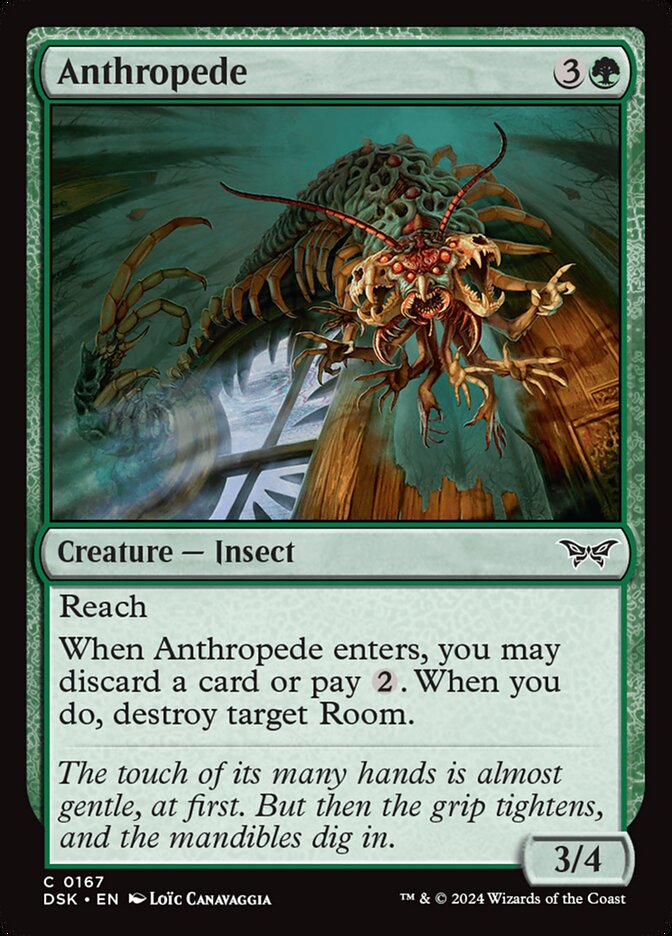 Anthropede 3
Creature — Insect
Reach
When Anthropede enters, you may
discard a card or pay 2. When you
do, destroy target Room.
The touch of its many hands is almost
gentle, at first. But then the grip tightens,
and the mandibles dig in.
3/4
C 0167
DSK • EN Loïc Canavaggia
™ & © 2024 Wizards of the Coast